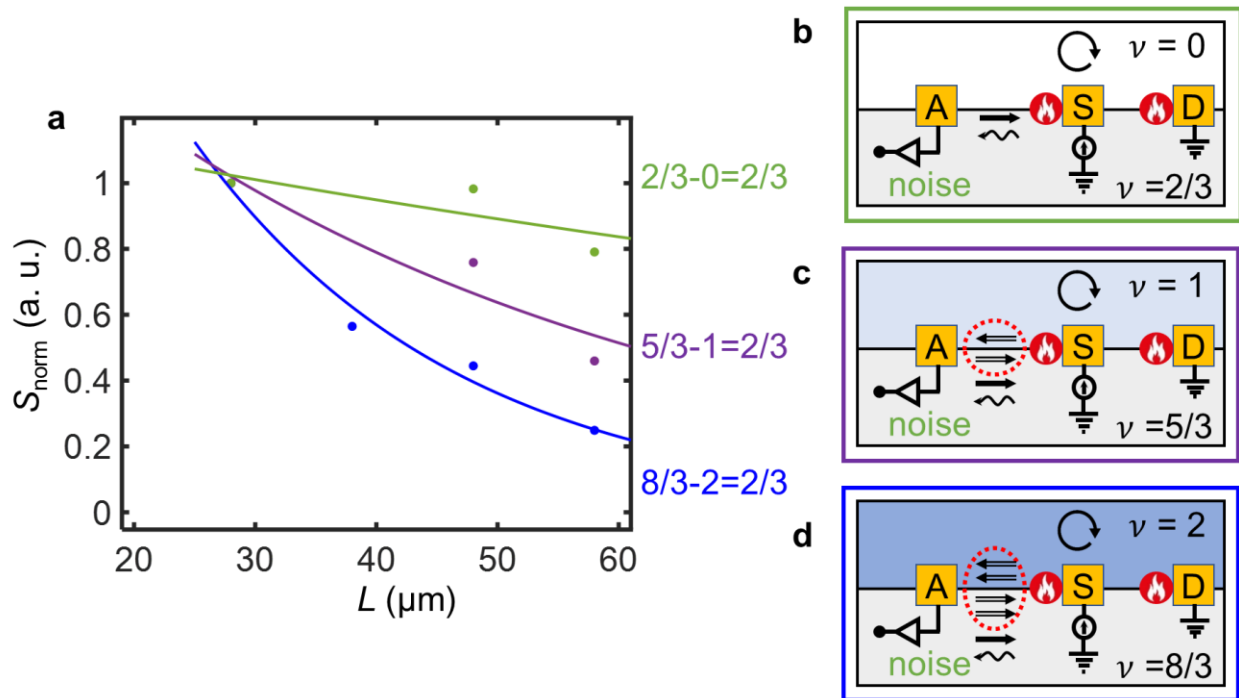 a
1
0.8
0.6
0.4
0.2
0
20
30
40
50
60
S_norm (a. u.)
L (μm)
2/3-0=2/3
5/3-1=2/3
8/3-2=2/3
b
ν = 0
A
S
D
noise
ν =2/3
c
ν = 1
A
S
D
noise
ν =5/3
d
ν = 2
A
S
D
noise
ν =8/3